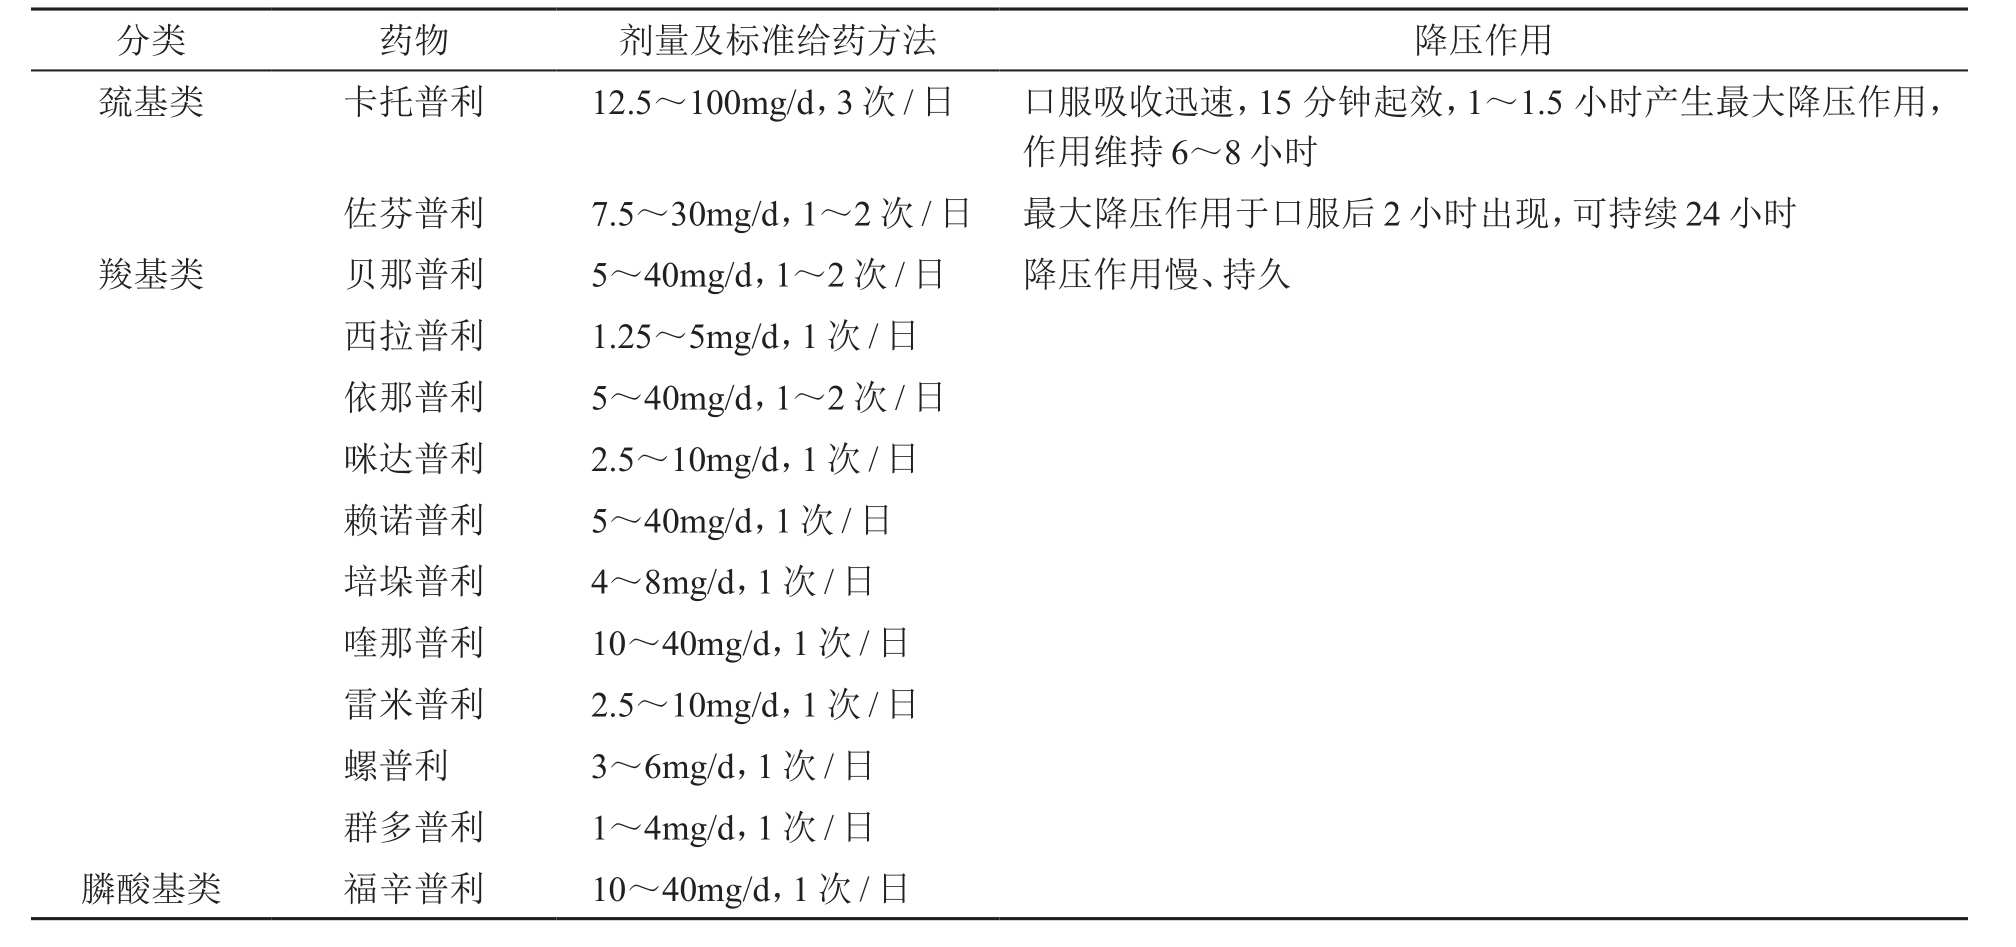 分类 药物 剂量及标准给药方法 降压作用
巯基类 卡托普利 12.5～100mg/d，3 次 / 日 口服吸收迅速，15 分钟起效，1～1.5 小时产生最大降压作用，
作用维持 6～8 小时
佐芬普利 7.5～30mg/d，1～2 次 / 日 最大降压作用于口服后 2 小时出现，可持续 24 小时
羧基类 贝那普利 5～40mg/d，1～2 次 / 日 降压作用慢、持久
西拉普利 1.25～5mg/d，1 次 / 日
依那普利 5～40mg/d，1～2 次 / 日
咪达普利 2.5～10mg/d，1 次 / 日
赖诺普利 5～40mg/d，1 次 / 日
培垛普利 4～8mg/d，1 次 / 日
喹那普利 10～40mg/d，1 次 / 日
雷米普利 2.5～10mg/d，1 次 / 日
螺普利 3～6mg/d，1 次 / 日
群多普利 1～4mg/d，1 次 / 日
膦酸基类 福辛普利 10～40mg/d，1 次 / 日